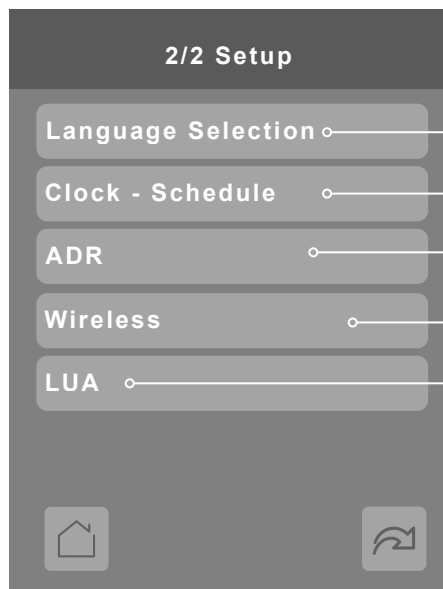 2/2 Setup
Language Selection
Clock - Schedule
ADR
Wireless
LUA